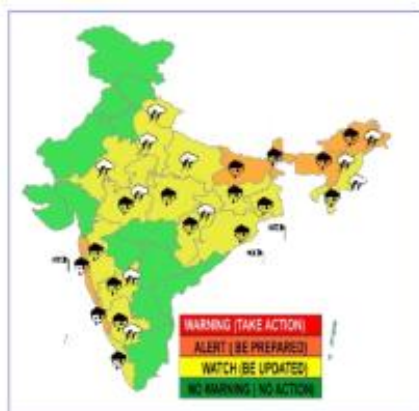 WARNING (TAKE ACTION)
ALERT ( BE PREPARED)
WATCH (BE UPDATED)
NO WARNING ( NO ACTION)